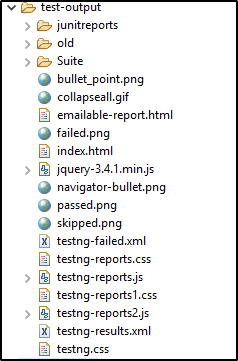 test-output
junitreports
old
Suite
bullet_point.png
collapseall.gif
emailable-report.html
failed.png
index.html
jquery-3.4.1.min.js
navigator-bullet.png
passed.png
skipped.png
testng-failed.xml
testng-reports.css
testng-reports.js
testng-reports1.css
testng-reports2.js
testng-results.xml
testng.css